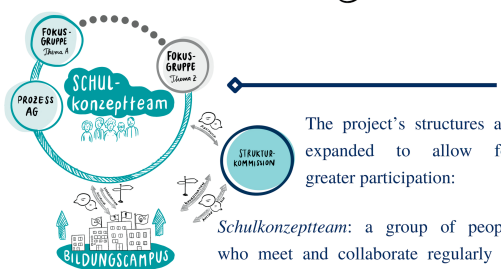 FOKUS-
GRUPPE
Thema A
FOKUS-
GRUPPE
Thema Z
SCHUL-
konzeptteam
PROZESS
AG
STRUKTUR-
KOMMISSION
BILDUNGSCAMPUS
The project's structures a
expanded to allow f
greater participation:
Schulkonzeptteam: a group of peop
who meet and collaborate regularly